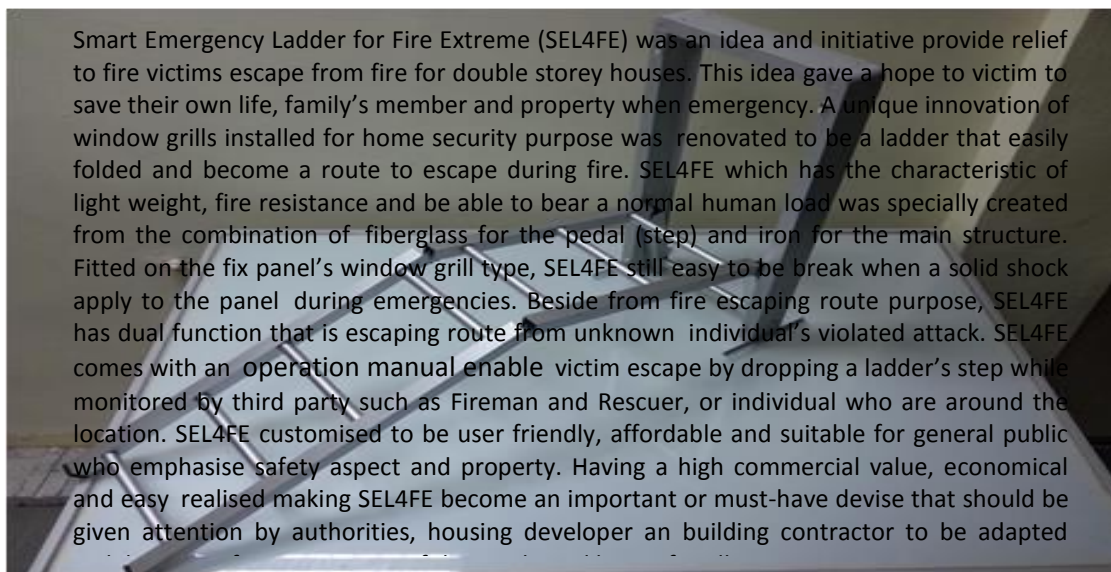 Smart Emergency Ladder for Fire Extreme (SEL4FE) was an idea and initiative provide relief
to fire victims escape from fire for double storey houses. This idea gave a hope to victim to
save their own life, family's member and property when emergency. A unique innovation of
window grills installed for home security purpose was renovated to be a ladder that easily
folded and become a route to escape during fire. SEL4FE which has the characteristic of
light weight, fire resistance and be able to bear a normal human load was specially created
from the combination of fiberglass for the pedal (step) and iron for the main structure.
Fitted on the fix panel's window grill type, SEL4FE still easy to be break when a solid shock
apply to the panel during emergencies. Beside from fire escaping route purpose, SEL4FE
has dual function that is escaping route from unknown individual's violated attack. SEL4FE
comes with an operation manual enable victim escape by dropping a ladder's step while
monitored by third party such as Fireman and Rescuer, or individual who are around the
location. SEL4FE customised to be user friendly, affordable and suitable for general public
who emphasise safety aspect and property. Having a high commercial value, economical
and easy realised making SEL4FE become an important or must-have devise that should be
given attention by authorities, housing developer an building contractor to be adapted